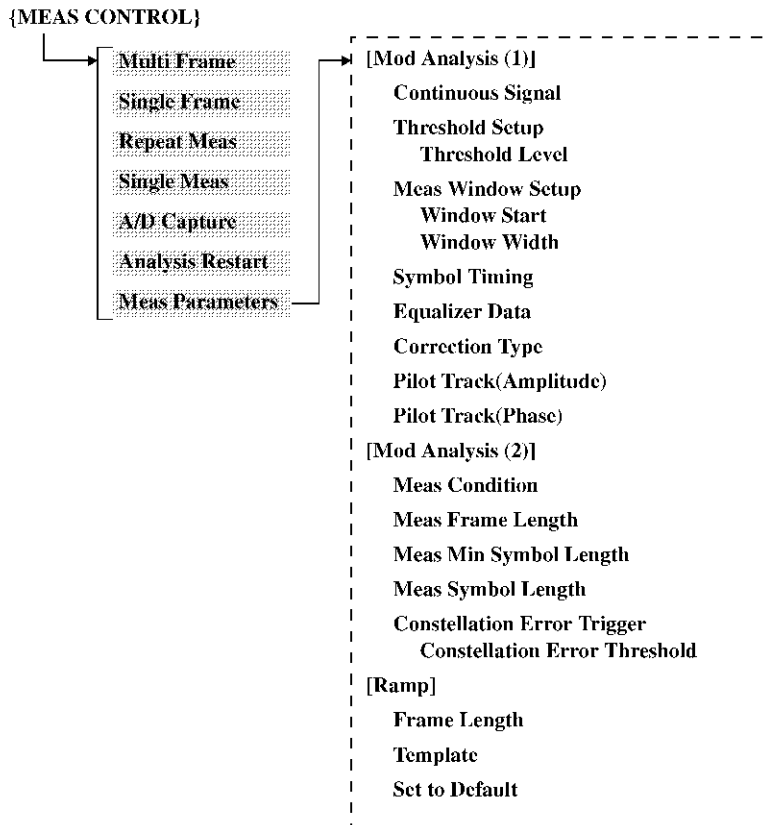 {MEAS CONTROL}
Multi Frame
Single Frame
Repeat Meas
Single Meas
A/D Capture
Analysis Restart
Meas Parameters
[Mod Analysis (1)]
Continuous Signal
Threshold Setup
Threshold Level
Meas Window Setup
Window Start
Window Width
Symbol Timing
Equalizer Data
Correction Type
Pilot Track(Amplitude)
Pilot Track(Phase)
[Mod Analysis (2)]
Meas Condition
Meas Frame Length
Meas Min Symbol Length
Meas Symbol Length
Constellation Error Trigger
Constellation Error Threshold
[Ramp]
Frame Length
Template
Set to Default